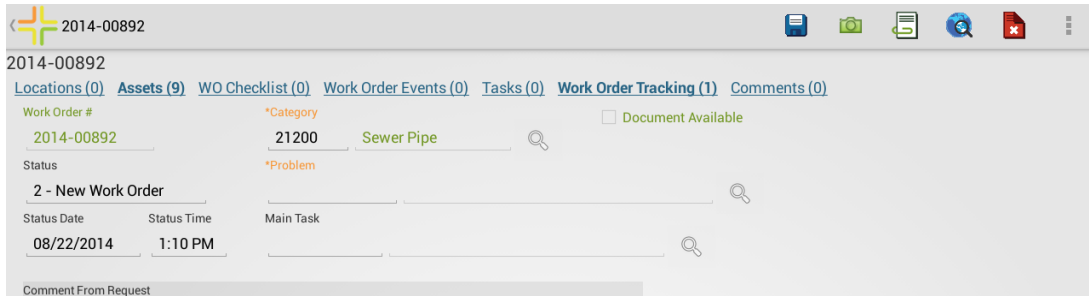 2014-00892
2014-00892
Locations (0) Assets (9) WO Checklist (0) Work Order Events (0) Tasks (0) Work Order Tracking (1) Comments (0)
Work Order # *Category Document Available
2014-00892 21200 Sewer Pipe
Status *Problem
2 - New Work Order
Status Date Status Time Main Task
08/22/2014 1:10 PM
Comment From Request